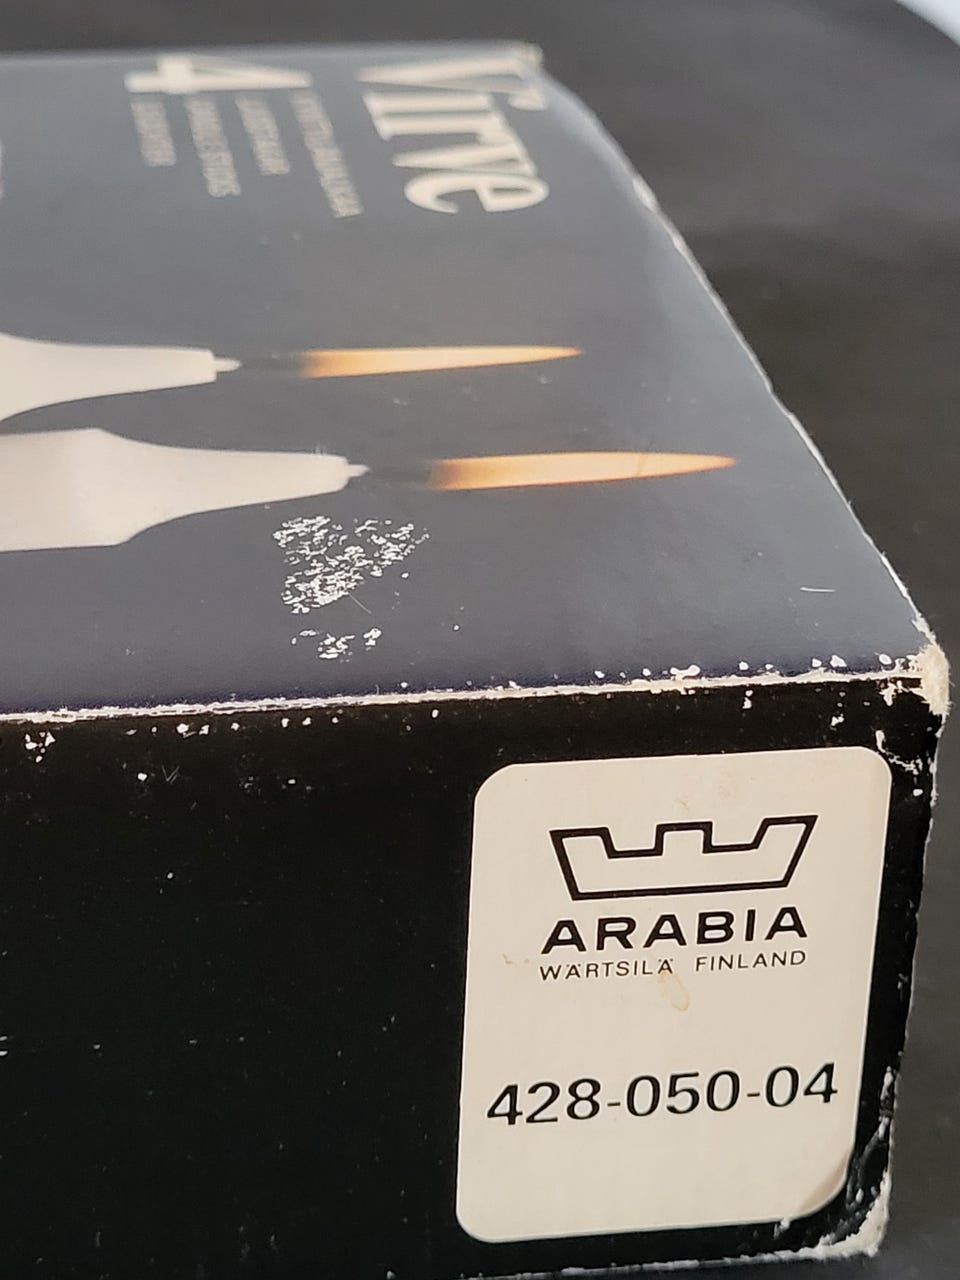 Virve
4
ARABIA
WÄRTSILÄ FINLAND
428-050-04